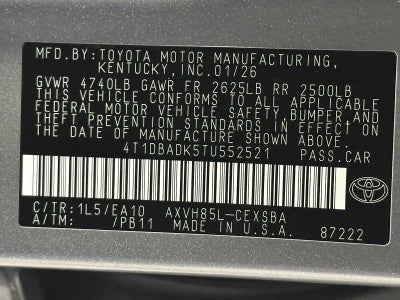 MFD.BY:TOYOTA MOTOR MANUFACTURING,
KENTUCKY,INC.01/26
GVWR 4740LB GAWR FR 2625LB RR 2500LB
THIS VEHICLE CONFORMS TO ALL APPLICABLE
FEDERAL MOTOR VEHICLE SAFETY, BUMPER, AND
THEFT PREVENTION STANDARDS IN EFFECT ON
THE DATE OF MANUFACTURE SHOWN ABOVE.
4T1DBADK5TU552521 PASS.CAR
C/TR:1L5/EA10 AXVH85L-CEXSBA
A/TM: /PB11 MADE IN U.S.A. 87222